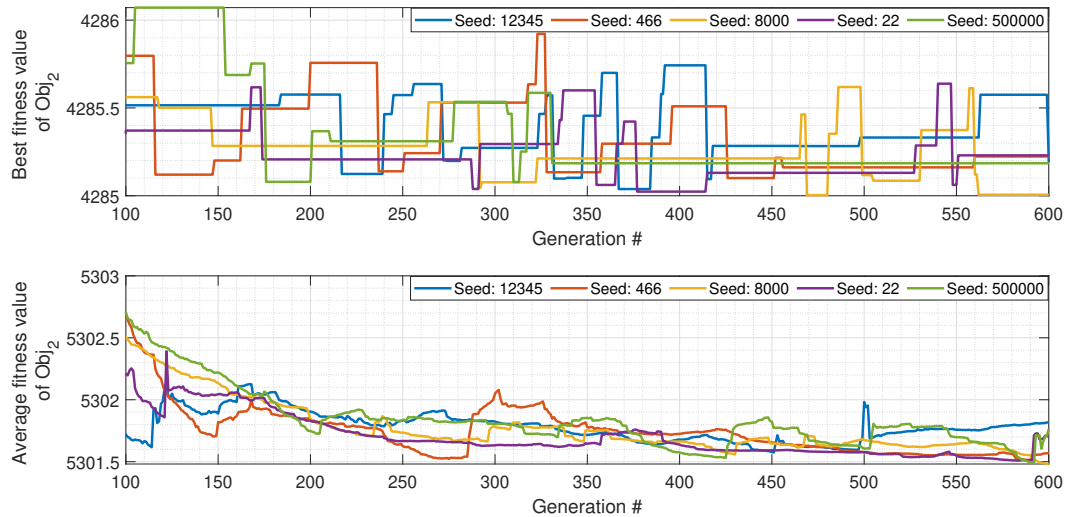 Best fitness value
of Obj2
4286
4285.5
4285
Seed: 12345 Seed: 466 Seed: 8000 Seed: 22 Seed: 500000
100 150 200 250 300 350 400 450 500 550 600
Generation #
Average fitness value
of Obj2
5303
5302.5
5302
5301.5
Seed: 12345 Seed: 466 Seed: 8000 Seed: 22 Seed: 500000
100 150 200 250 300 350 400 450 500 550 600
Generation #